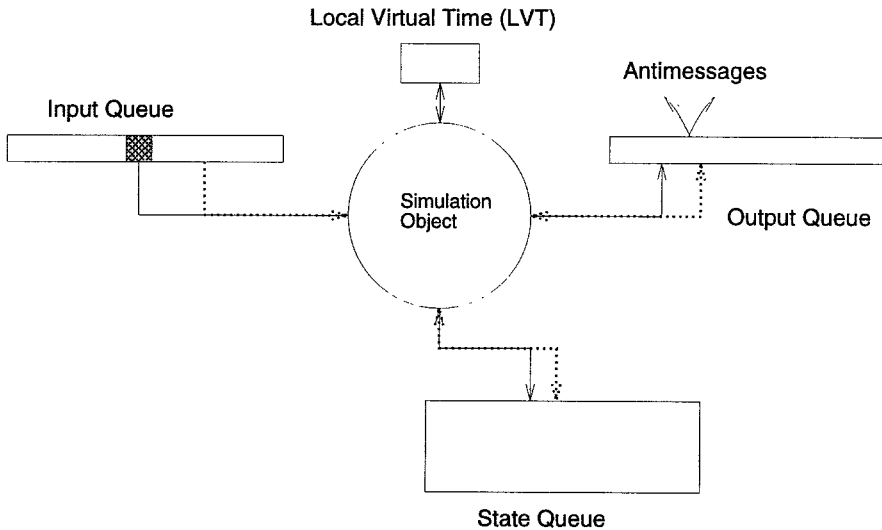 Local Virtual Time (LVT)
Antimessages
Input Queue
Simulation
Object
Output Queue
State Queue